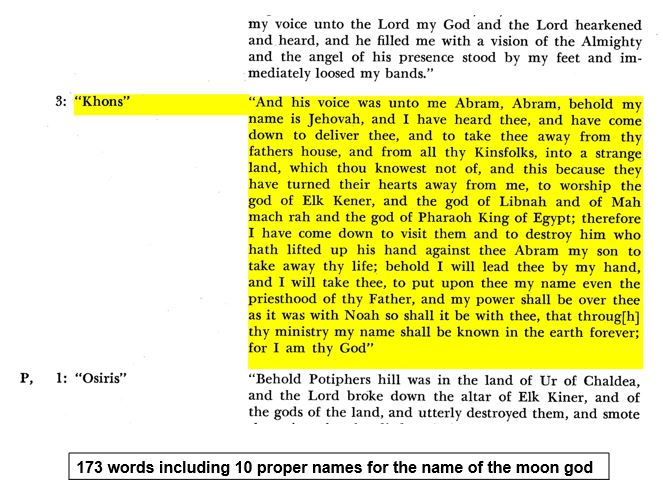 my voice unto the Lord my God and the Lord hearkened
and heard, and he filled me with a vision of the Almighty
and the angel of his presence stood by my feet and im-
mediately loosed my bands."
3: "Khons" "And his voice was unto me Abram, Abram, behold my
name is Jehovah, and I have heard thee, and have come
down to deliver thee, and to take thee away from thy
fathers house, and from all thy Kinsfolks, into a strange
land, which thou knowest not of, and this because they
have turned their hearts away from me, to worship the
god of Elk Kener, and the god of Libnah and of Mah
mach rah and the god of Pharaoh King of Egypt; therefore
I have come down to visit them and to destroy him who
hath lifted up his hand against thee Abram my son to
take away thy life; behold I will lead thee by my hand,
and I will take thee, to put upon thee my name even the
priesthood of thy Father, and my power shall be over thee
as it was with Noah so shall it be with thee, that throug[h]
thy ministry my name shall be known in the earth forever;
for I am thy God"
P, 1: "Osiris" "Behold Potiphers hill was in the land of Ur of Chaldea,
and the Lord broke down the altar of Elk Kiner, and of
the gods of the land, and utterly destroyed them, and smote
173 words including 10 proper names for the name of the moon god